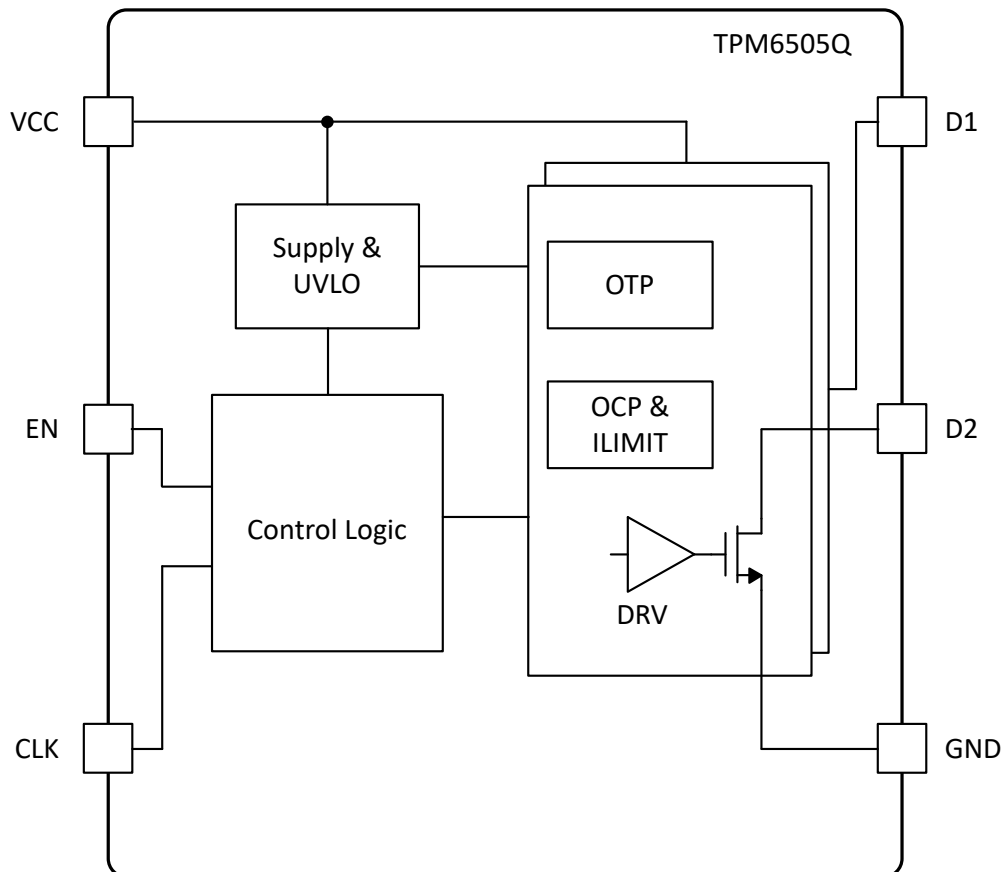 TPM6505Q
VCC
D1
Supply &
UVLO
OTP
EN
OCP &
ILIMIT
D2
Control Logic
DRV
CLK
GND